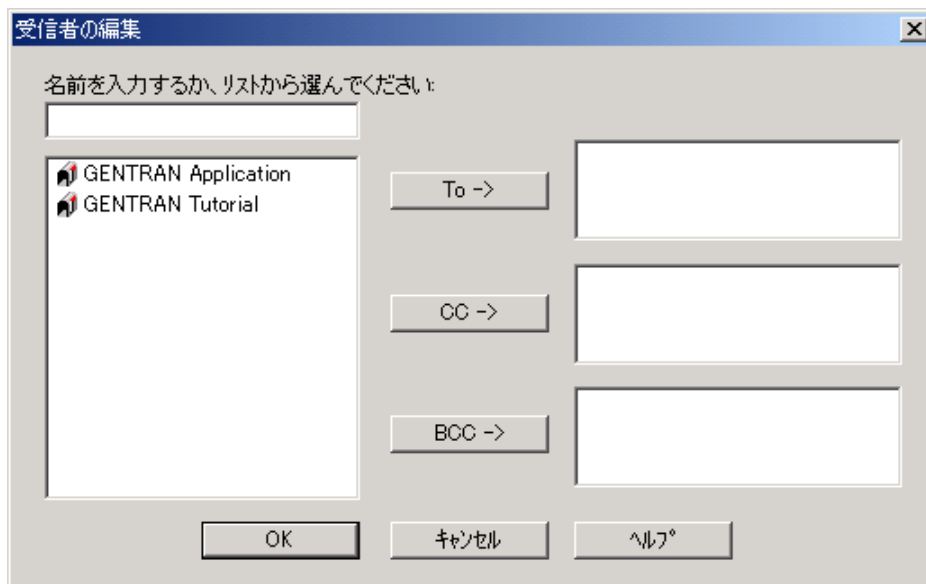 受信者の編集
名前を入力するか、リストから選んでください:
GENTRAN Application
GENTRAN Tutorial
To ->
CC ->
BCC ->
OK
キャンセル
ヘルプ